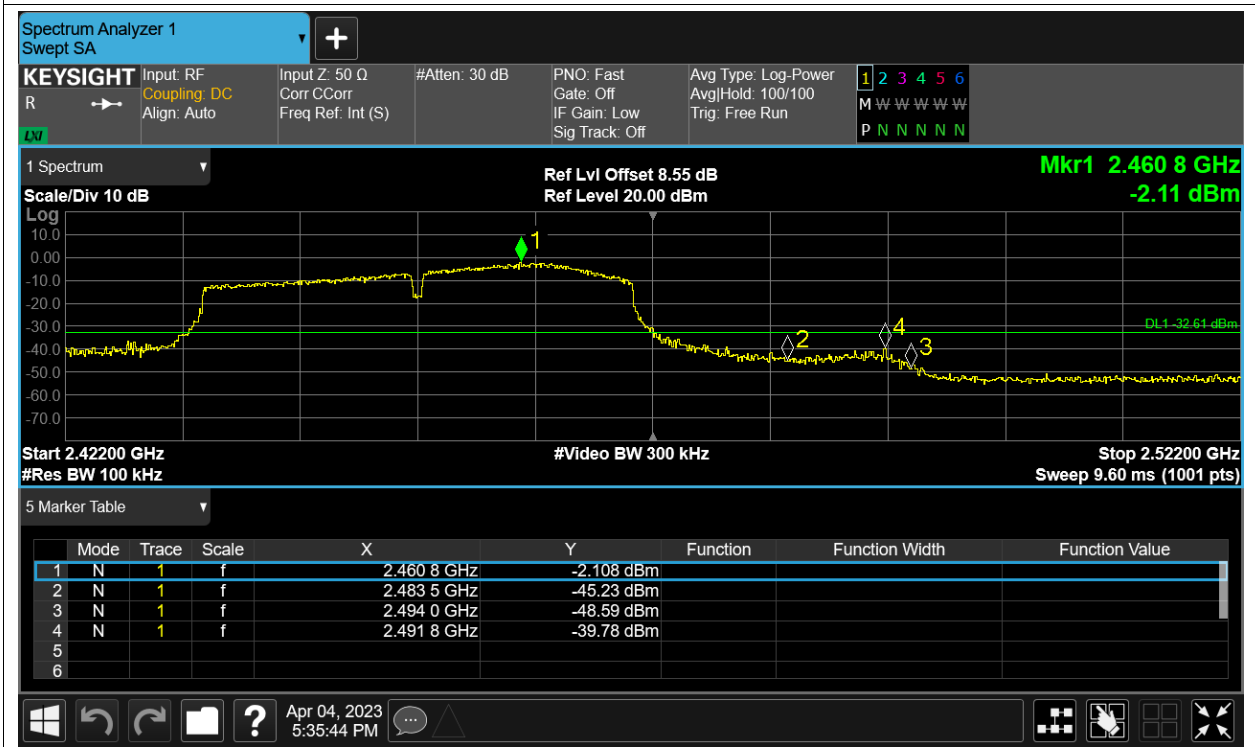 Spectrum Analyzer 1
Swept SA
+
KEYSIGHT Input: RF Input Z: 50 Ω #Atten: 30 dB PNO: Fast Avg Type: Log-Power 1 2 3 4 5 6
R Coupling: DC Corr CCorr Gate: Off Avg|Hold: 100/100 M W W W W W
Align: Auto Freq Ref: Int (S) IF Gain: Low Trig: Free Run
LXI Sig Track: Off P N N N N N
1 Spectrum Ref Lvl Offset 8.55 dB Mkr1 2.460 8 GHz
Scale/Div 10 dB Ref Level 20.00 dBm -2.11 dBm
Log
10.0
1
0.00
-10.0
-20.0
-30.0 DL1 -32.61 dBm
4
2
3
-40.0
-50.0
-60.0
-70.0
Start 2.42200 GHz #Video BW 300 kHz Stop 2.52200 GHz
#Res BW 100 kHz Sweep 9.60 ms (1001 pts)
5 Marker Table
Mode Trace Scale X Y Function Function Width Function Value
1 N 1 f 2.460 8 GHz -2.108 dBm
2 N 1 f 2.483 5 GHz -45.23 dBm
3 N 1 f 2.494 0 GHz -48.59 dBm
4 N 1 f 2.491 8 GHz -39.78 dBm
5
6
? Apr 04, 2023
5:35:44 PM